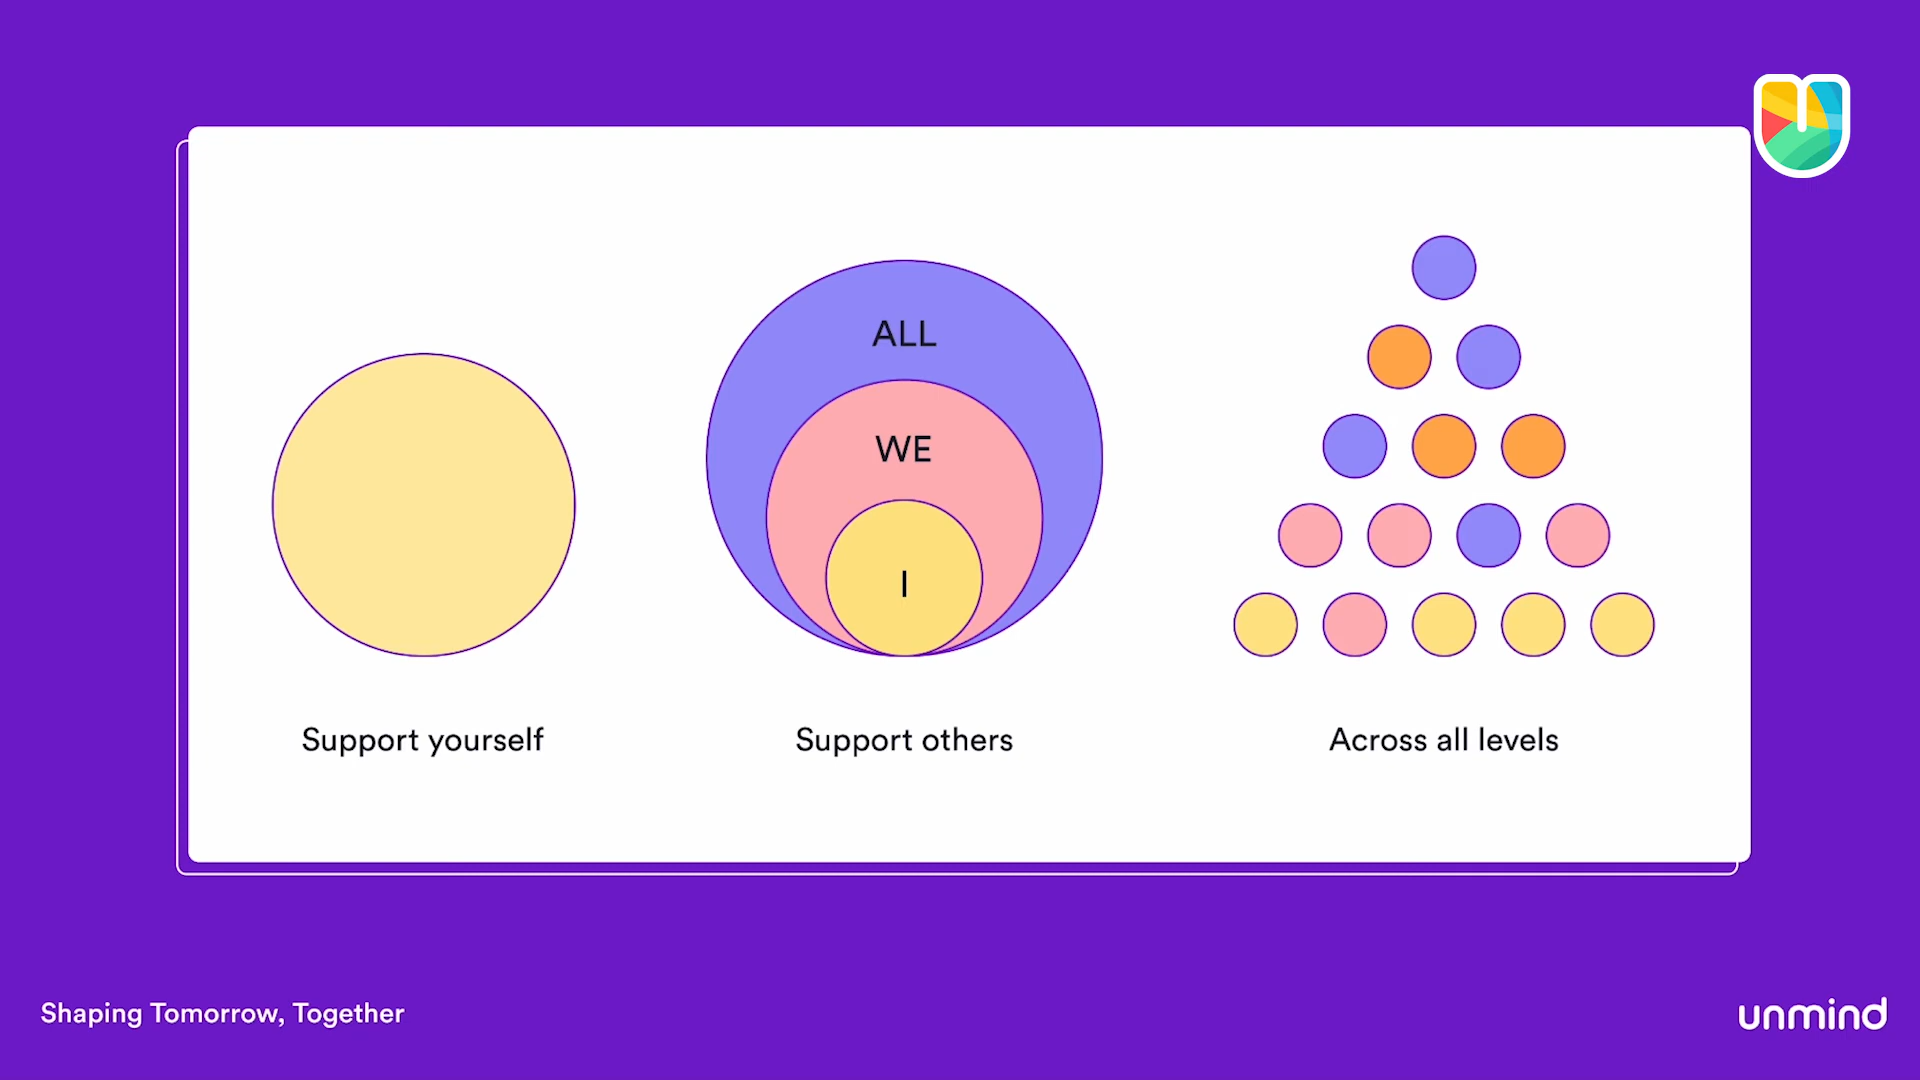 ALL
WE
I
Support yourself
Support others
Across all levels
Shaping Tomorrow, Together
unmind